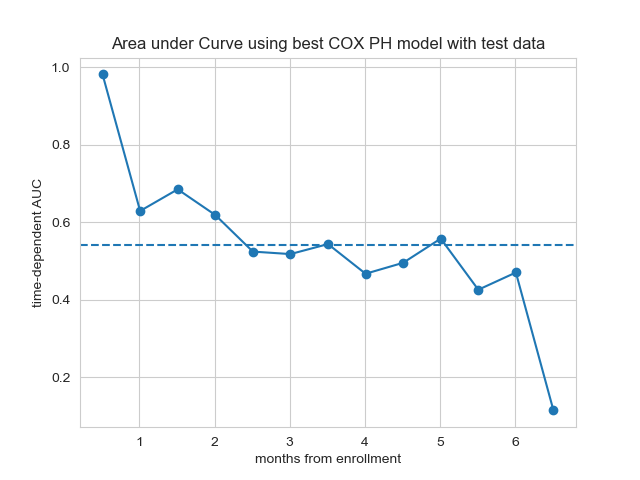 Area under Curve using best COX PH model with test data
1.0
0.8
0.6
0.4
0.2
time-dependent AUC
1 2 3 4 5 6
months from enrollment